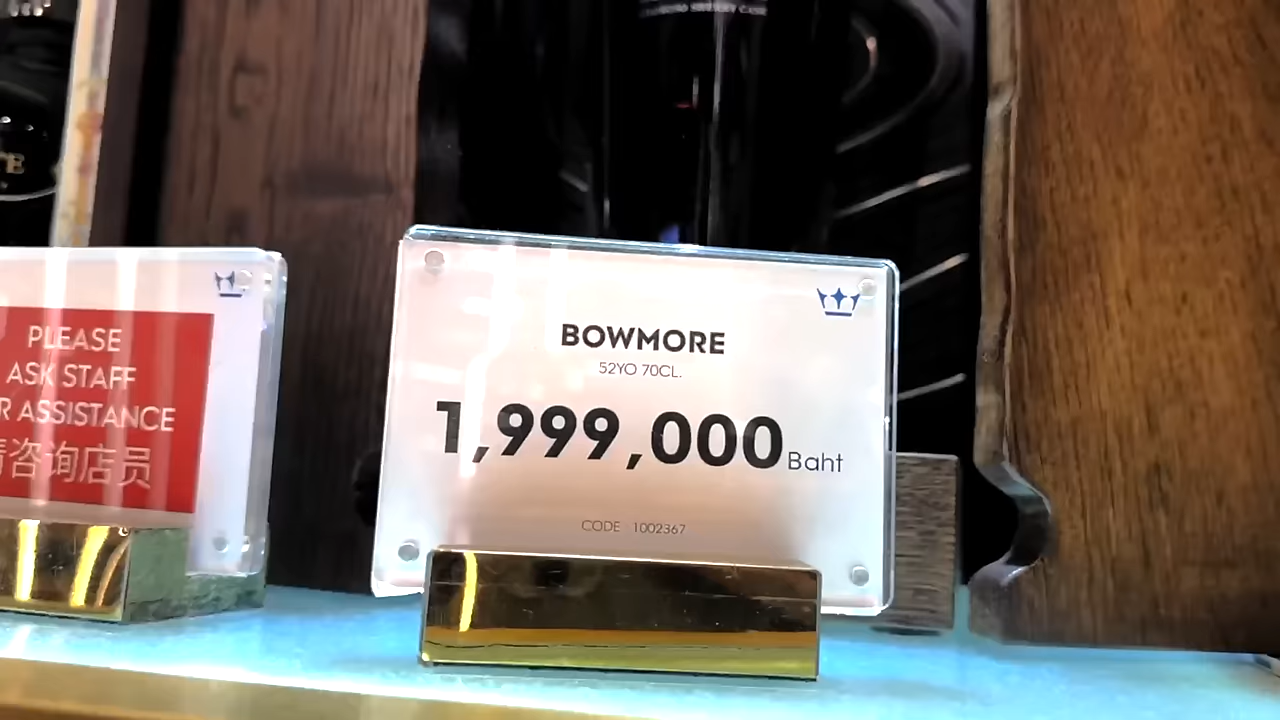 PLEASE
ASK STAFF
R ASSISTANCE
请咨询店员
BOWMORE
52YO 70CL.
1,999,000 Baht
CODE 1002367